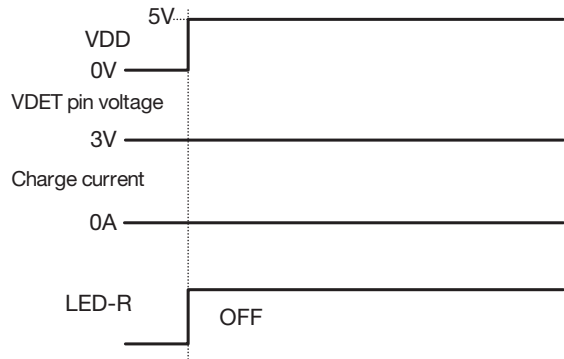 5V
VDD
0V
VDET pin voltage
3V
Charge current
0A
LED-R
OFF